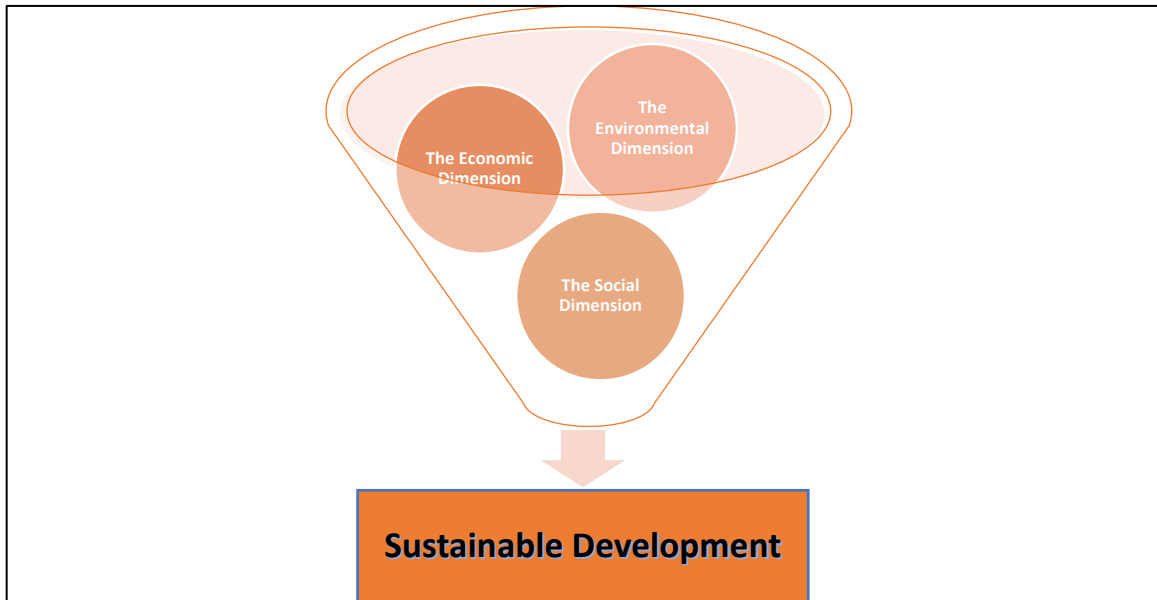 The
Environmental
Dimension
The Economic
Dimension
The Social
Dimension
Sustainable Development